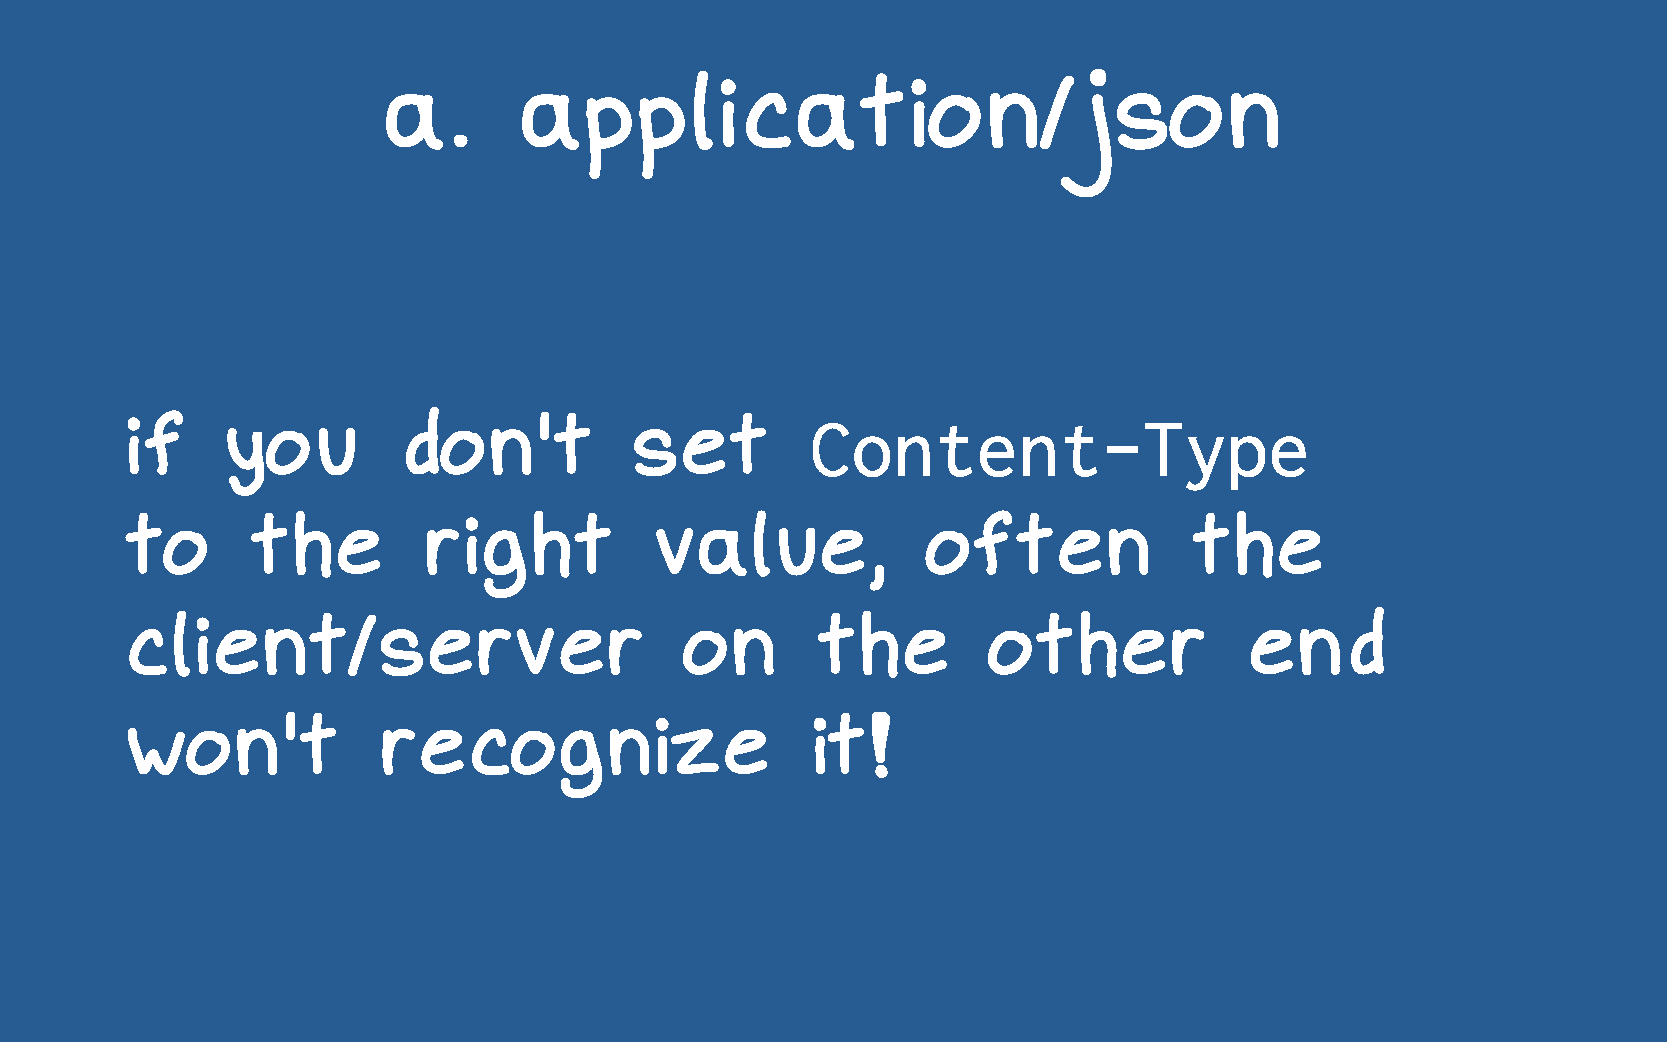 a. application/json
if you don't set Content-Type
to the right value, often the
client/server on the other end
won't recognize it!